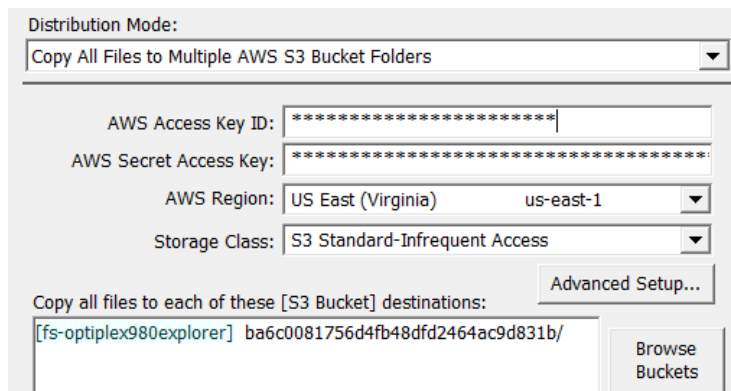 Distribution Mode:
Copy All Files to Multiple AWS S3 Bucket Folders
AWS Access Key ID: ***********************
AWS Secret Access Key: *************************************
AWS Region: US East (Virginia) us-east-1
Storage Class: S3 Standard-Infrequent Access
Advanced Setup...
Copy all files to each of these [S3 Bucket] destinations:
[fs-optiplex980explorer] ba6c0081756d4fb48dfd2464ac9d831b/
Browse
Buckets